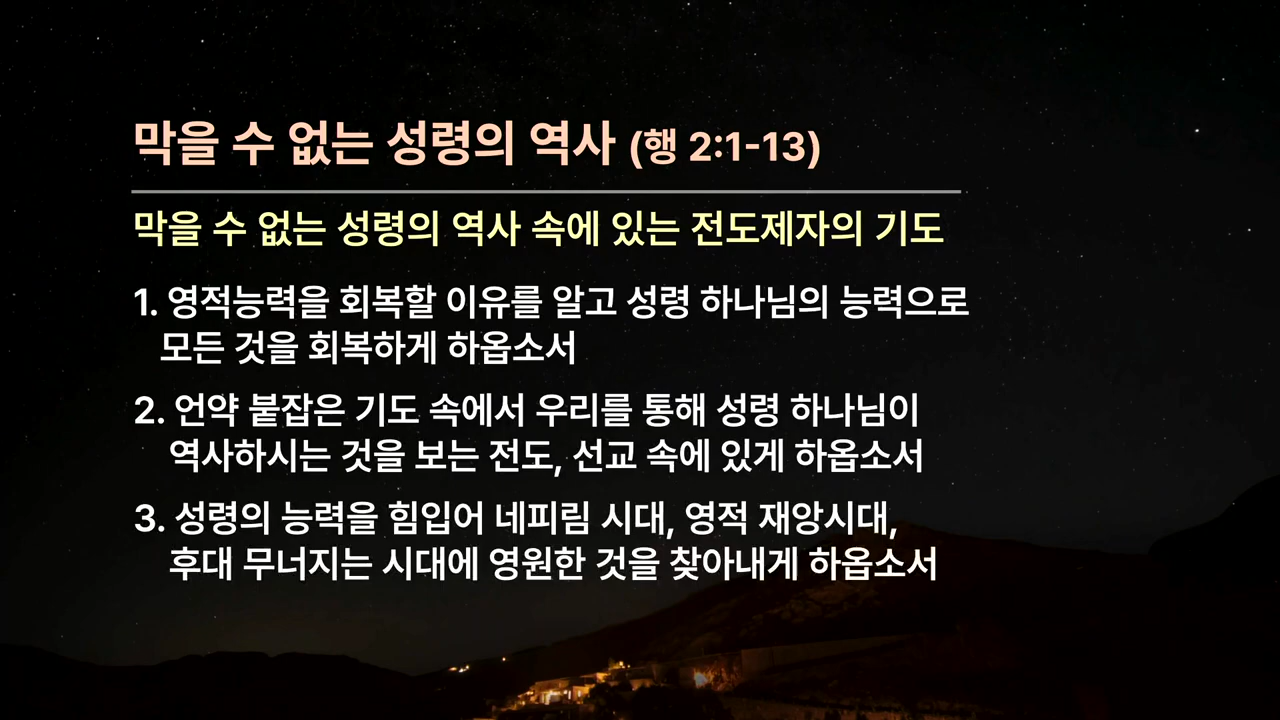 막을 수 없는 성령의 역사 (행 2:1-13)
막을 수 없는 성령의 역사 속에 있는 전도제자의 기도
1. 영적능력을 회복할 이유를 알고 성령 하나님의 능력으로
모든 것을 회복하게 하옵소서
2. 언약 붙잡은 기도 속에서 우리를 통해 성령 하나님이
역사하시는 것을 보는 전도, 선교 속에 있게 하옵소서
3. 성령의 능력을 힘입어 네피림 시대, 영적 재앙시대,
후대 무너지는 시대에 영원한 것을 찾아내게 하옵소서